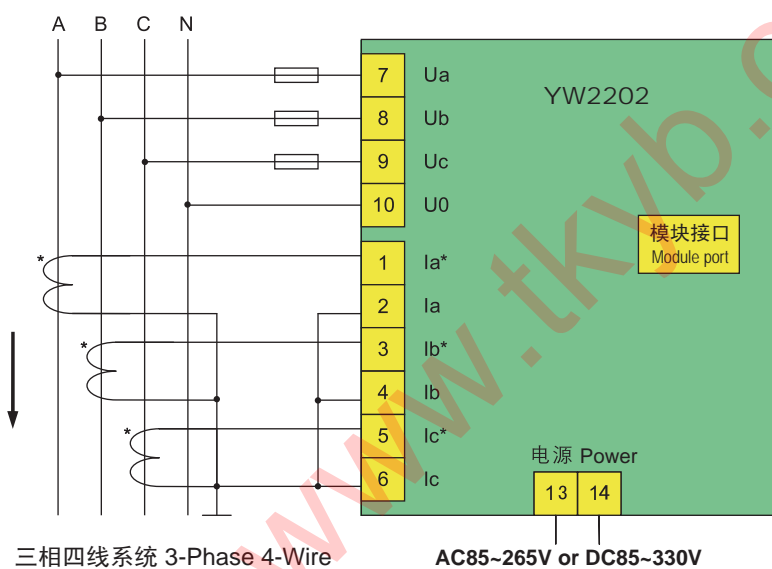 A B C N
7 Ua
YW2202
8 Ub
9 Uc
10 U0
模块接口
Module port
* 1 Ia*
2 Ia
* 3 Ib*
4 Ib
* 5 Ic*
电源 Power
6 Ic
13 14
三相四线系统 3-Phase 4-Wire
AC85~265V or DC85~330V
www.tkyb.c